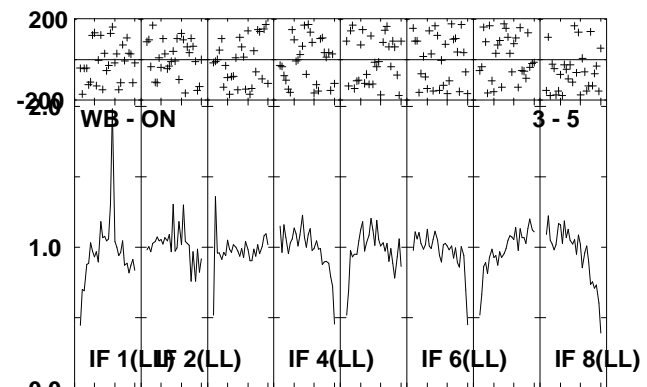 200
-200
2.0
WB - ON 3 - 5
1.0
IF 1(LL) IF 2(LL) IF 4(LL) IF 6(LL) IF 8(LL)
0.0